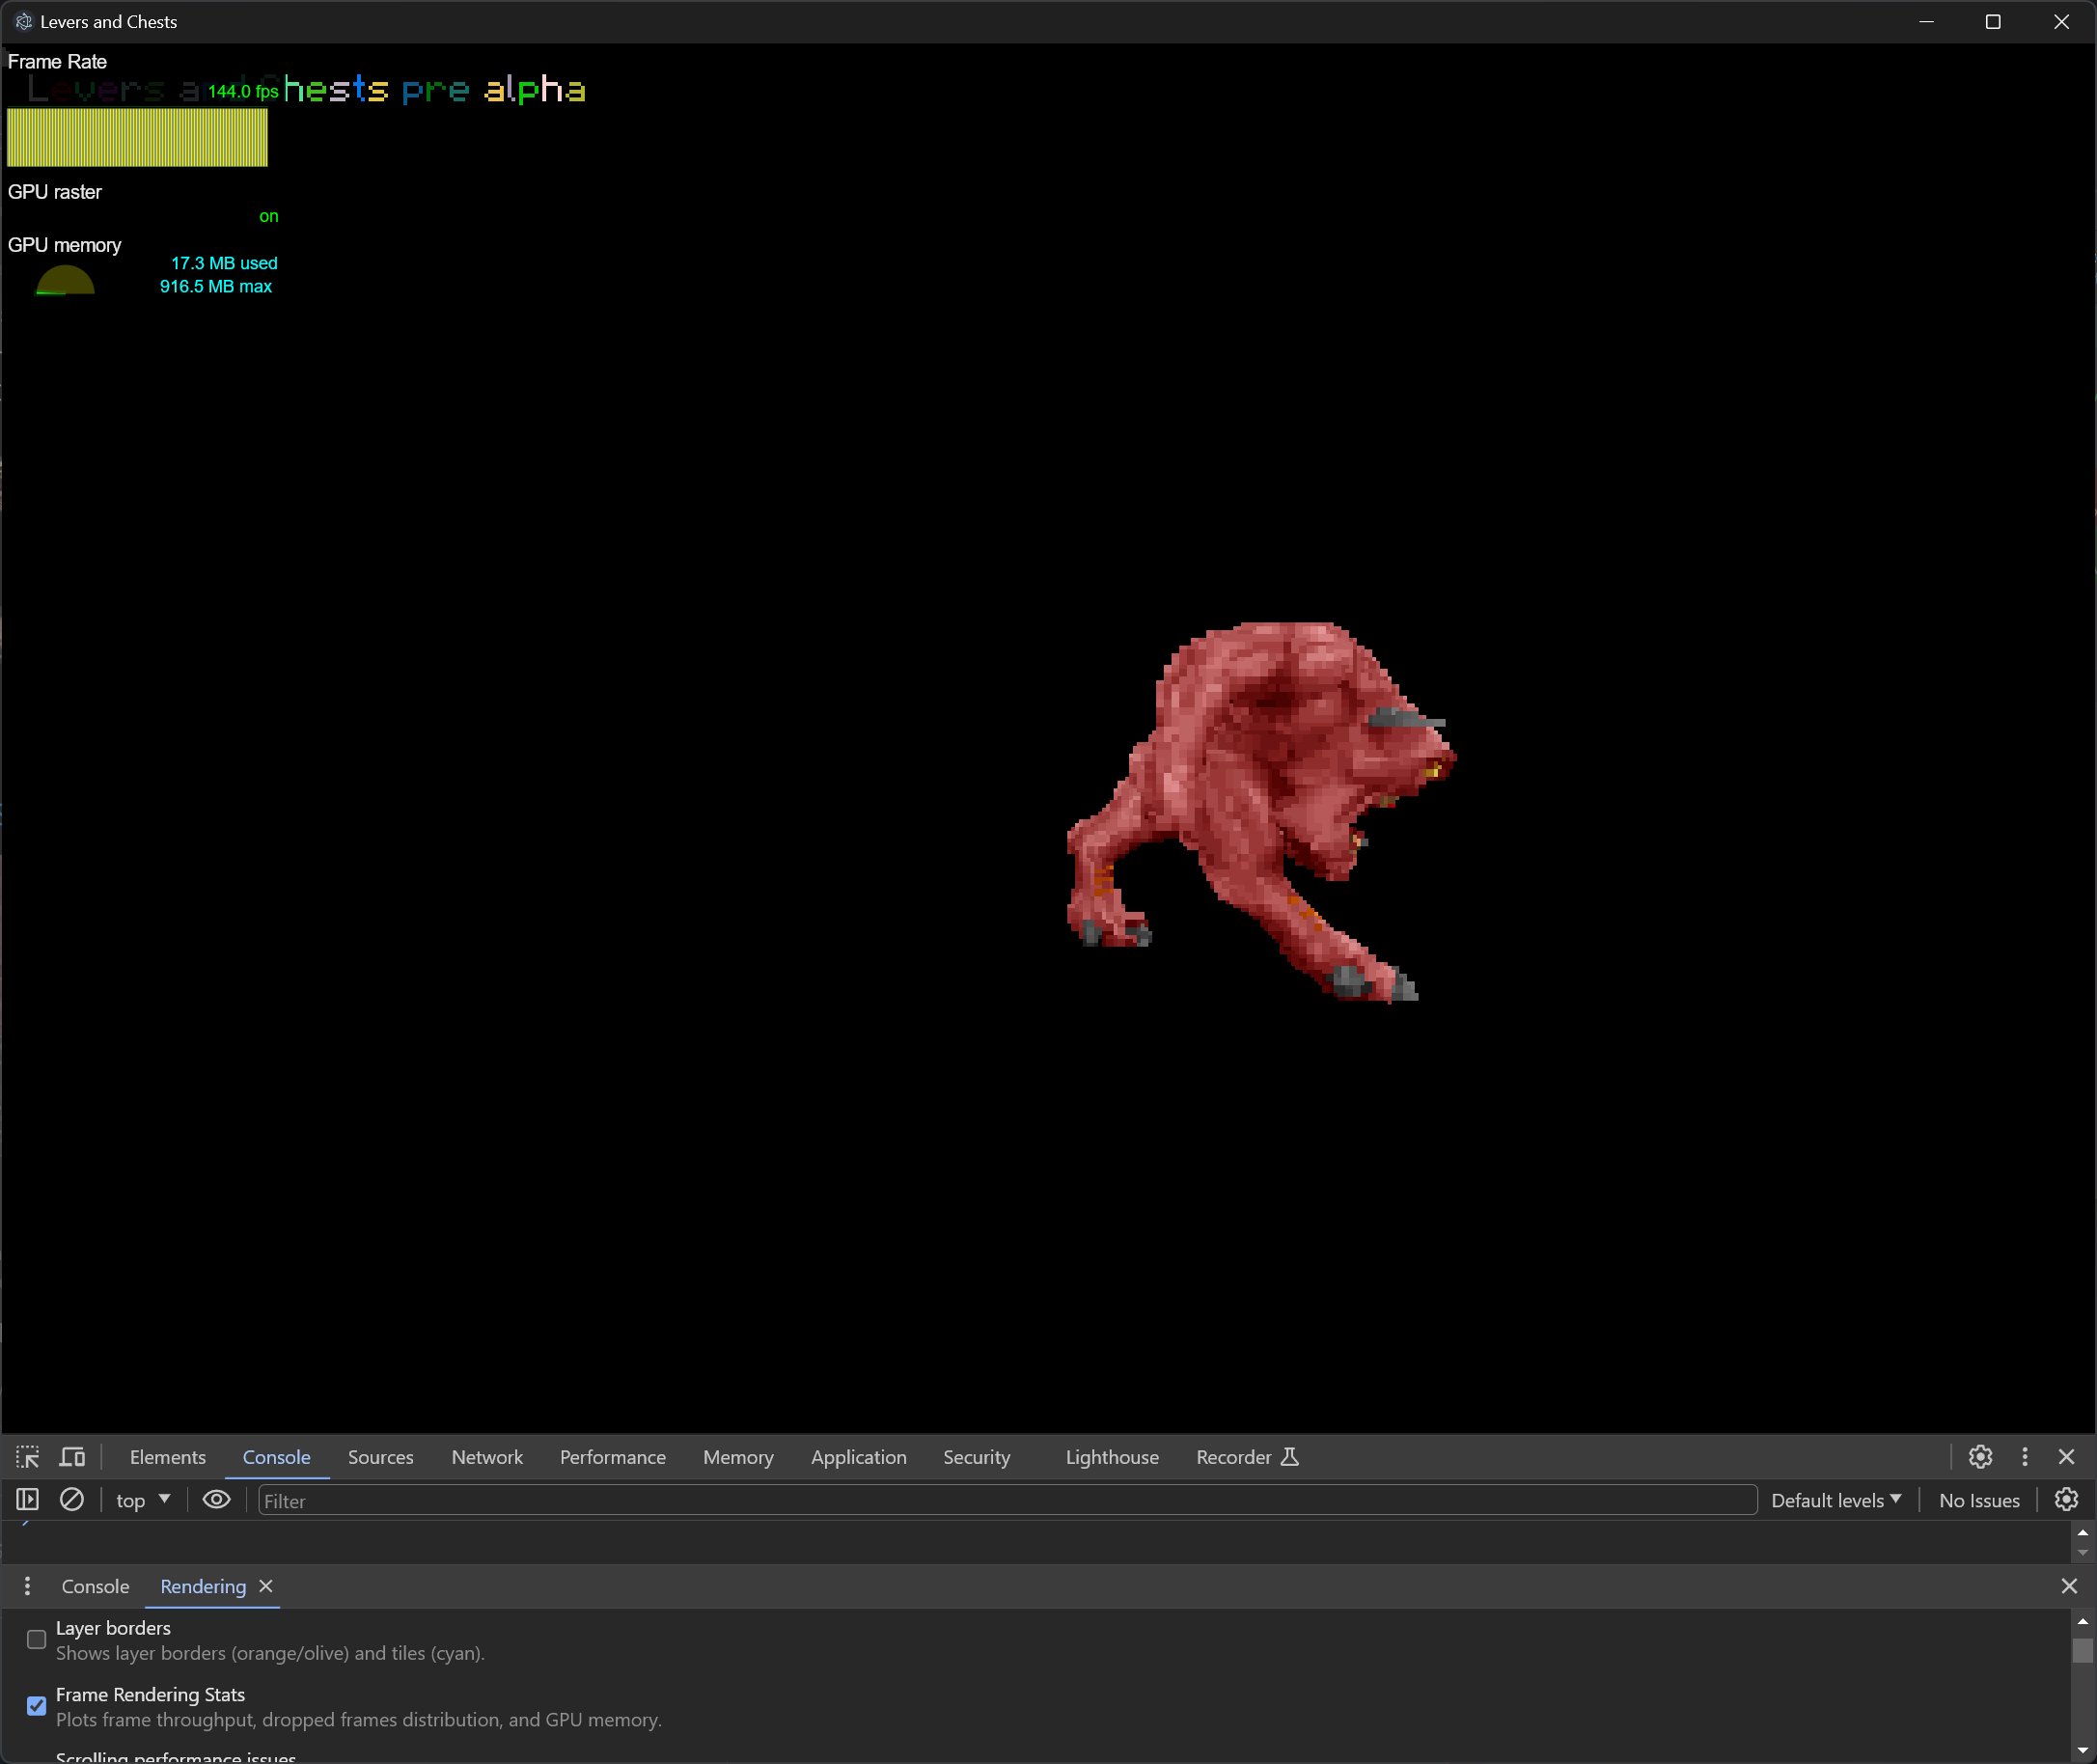 Levers and Chests
Frame Rate
Levers and Chests pre alpha
144.0 fps
GPU raster
on
GPU memory
17.3 MB used
916.5 MB max
Elements Console Sources Network Performance Memory Application Security Lighthouse Recorder
top Filter Default levels No Issues
Console Rendering
Layer borders
Shows layer borders (orange/olive) and tiles (cyan).
Frame Rendering Stats
Plots frame throughput, dropped frames distribution, and GPU memory.
Scrolling performance issues